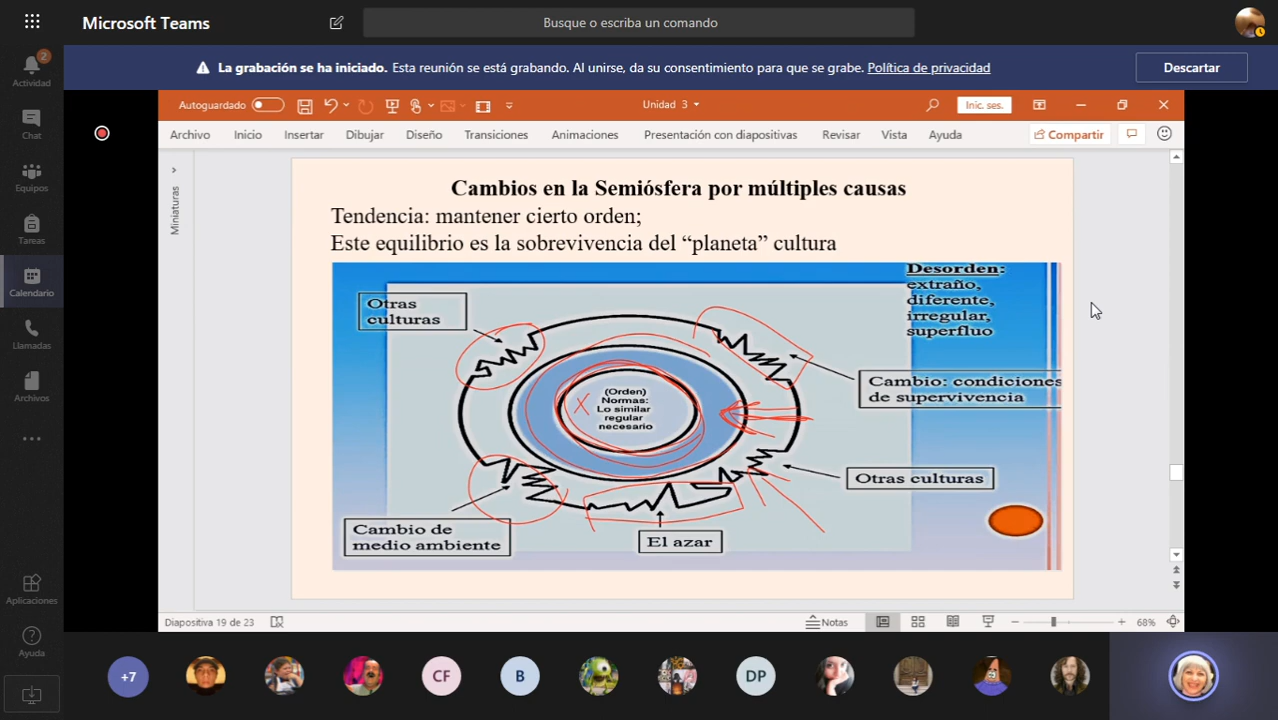 Microsoft Teams
Busque o escriba un comando
La grabación se ha iniciado. Esta reunión se está grabando. Al unirse, da su consentimiento para que se grabe. Política de privacidad
Descartar
2
Actividad
Chat
Equipos
Tareas
Calendario
Llamadas
Archivos
Aplicaciones
Ayuda
Autoguardado
Unidad 3
Inic. ses.
Archivo Inicio Insertar Dibujar Diseño Transiciones Animaciones Presentación con diapositivas Revisar Vista Ayuda
Compartir
Miniaturas
Cambios en la Semiósfera por múltiples causas
Tendencia: mantener cierto orden;
Este equilibrio es la sobrevivencia del “planeta” cultura
Desorden:
extraño,
diferente,
irregular,
superfluo
Otras
culturas
Cambio: condiciones
de supervivencia
(Orden)
Normas:
Lo similar
regular
necesario
Otras culturas
Cambio de
medio ambiente
El azar
Diapositiva 19 de 23
Notas
68%
+7
CF
B
DP